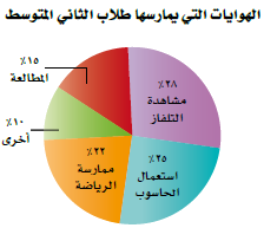 الهوايات التي يمارسها طلاب الثاني المتوسط
٢٨٪
مشاهدة
التلفاز
٢٥٪
استعمال
الحاسوب
٢٢٪
ممارسة
الرياضة
١٠٪
أخرى
١٥٪
المطالعة